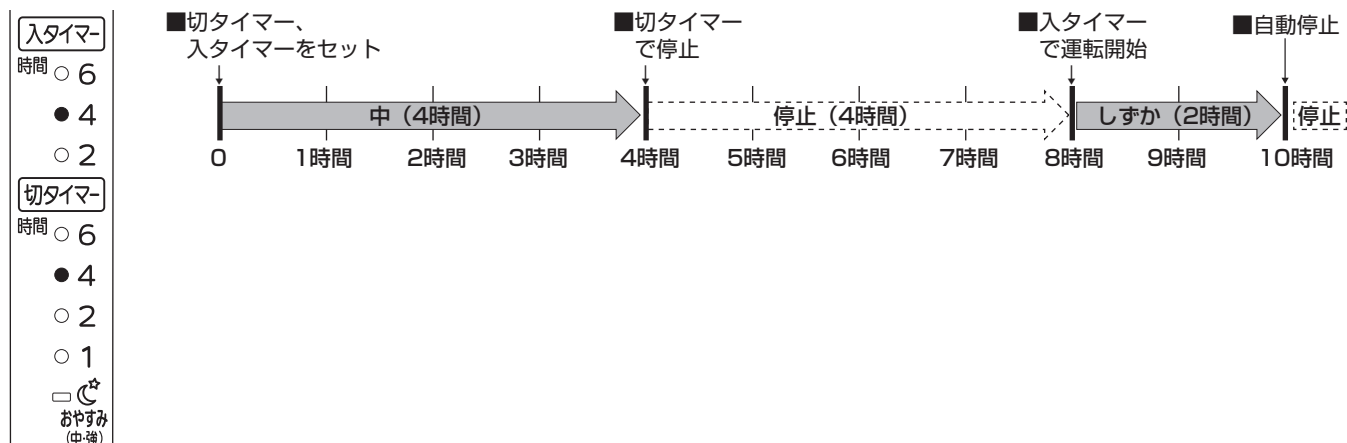 入タイマー
時間 ○ 6
● 4
○ 2
切タイマー
時間 ○ 6
● 4
○ 2
○ 1
おやすみ
(中・強)
■切タイマー、
入タイマーをセット
■切タイマー
で停止
■入タイマー
で運転開始
■自動停止
中（4時間）
停止（4時間）
しずか（2時間）
停止
0 1時間 2時間 3時間 4時間 5時間 6時間 7時間 8時間 9時間 10時間